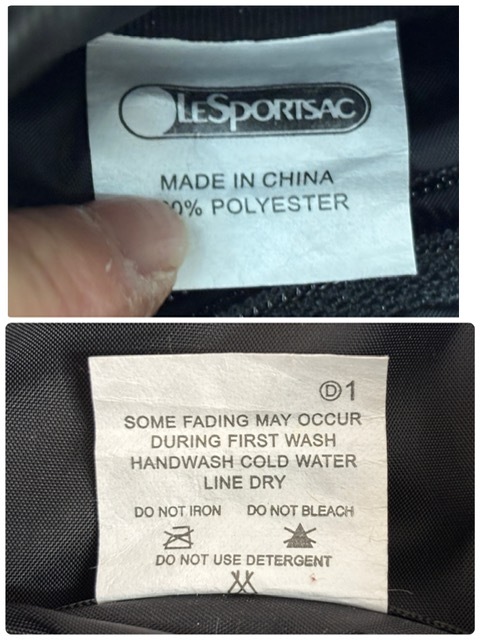 LESPORTSAC
MADE IN CHINA
0% POLYESTER
Ⓓ1
SOME FADING MAY OCCUR
DURING FIRST WASH
HANDWASH COLD WATER
LINE DRY
DO NOT IRON DO NOT BLEACH
DO NOT USE DETERGENT